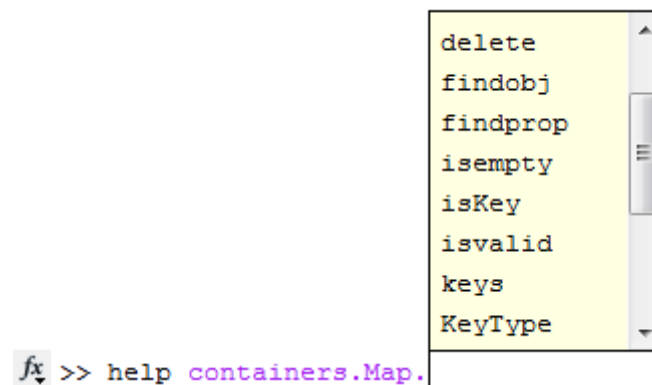 delete
findobj
findprop
isempty
isKey
isvalid
keys
KeyType
fx >> help containers.Map.